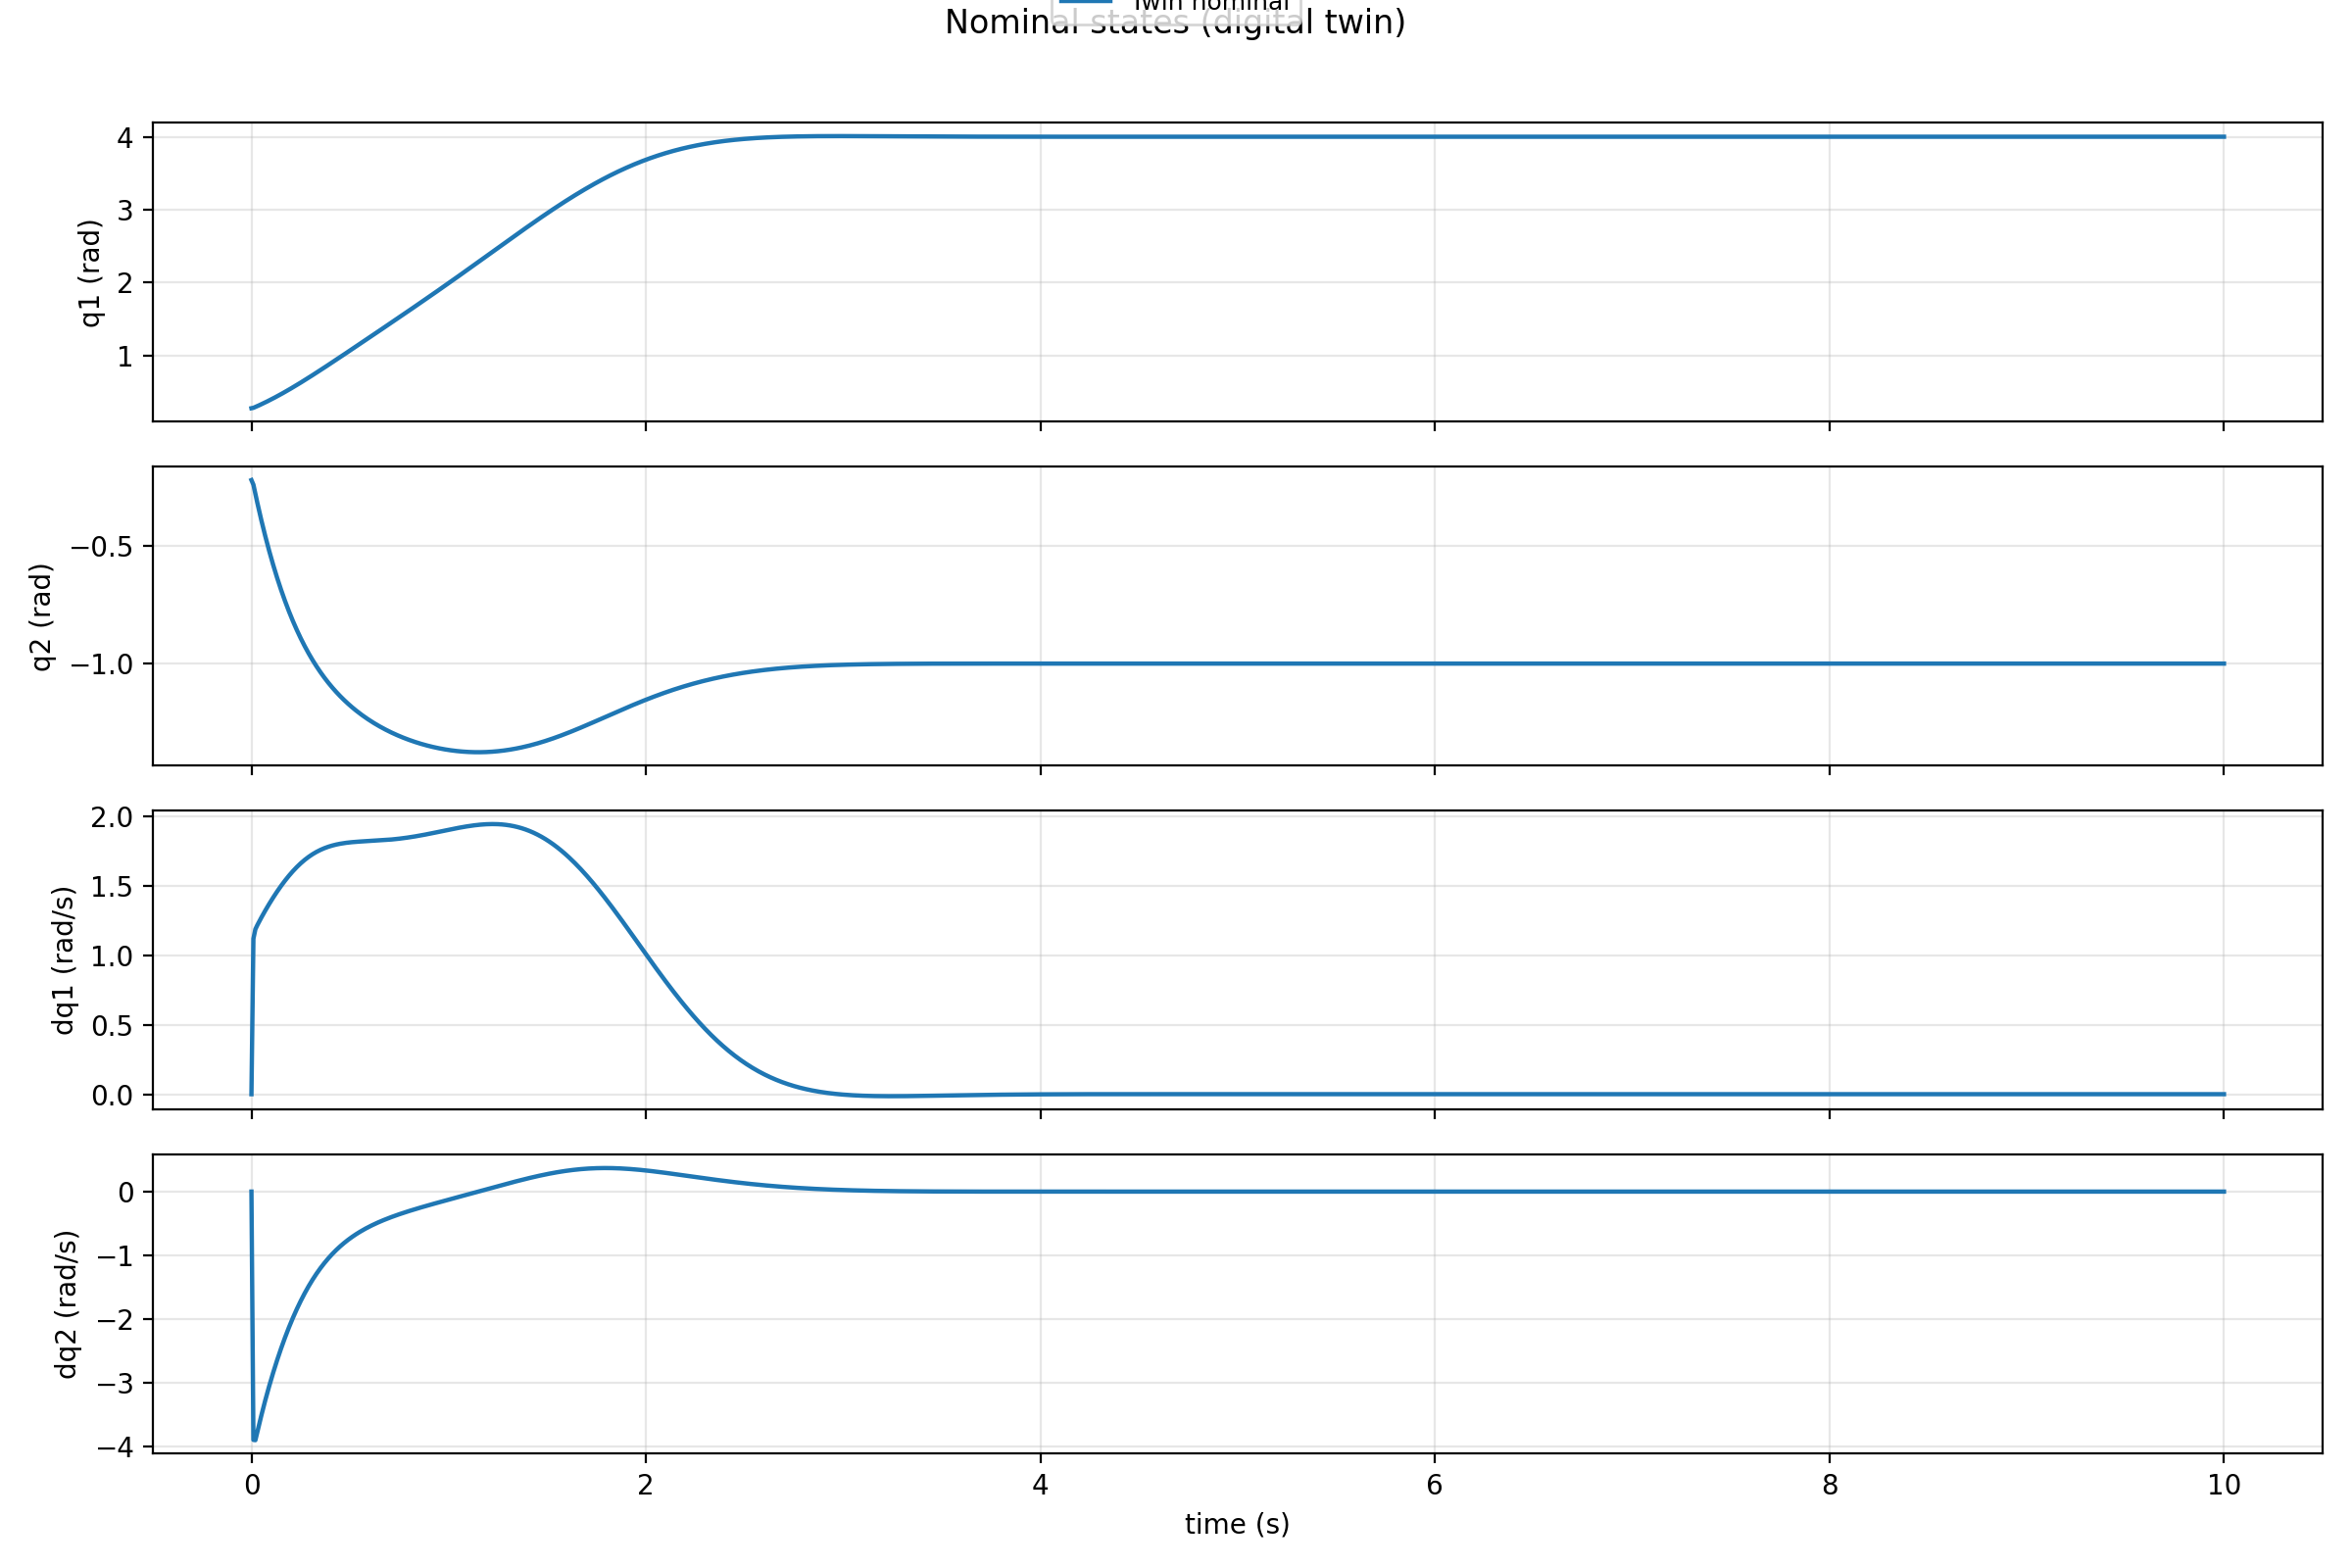 Twin nominal
Nominal states (digital twin)
4
3
2
1
q1 (rad)
−0.5
−1.0
q2 (rad)
2.0
1.5
1.0
0.5
0.0
dq1 (rad/s)
0
−1
−2
−3
−4
dq2 (rad/s)
0 2 4 6 8 10
time (s)